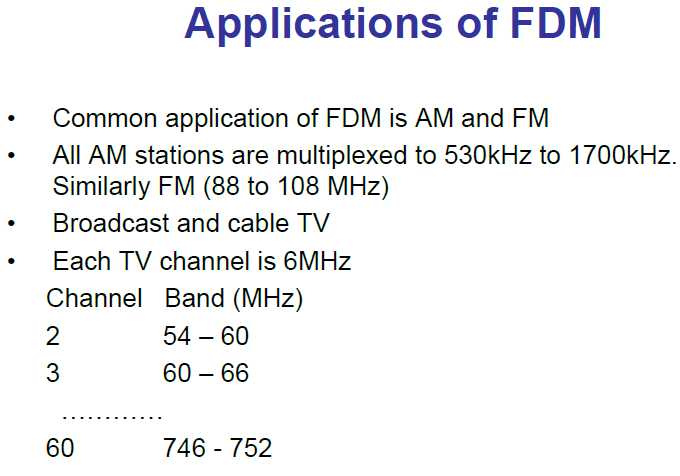 Applications of FDM
• Common application of FDM is AM and FM
• All AM stations are multiplexed to 530kHz to 1700kHz.
Similarly FM (88 to 108 MHz)
• Broadcast and cable TV
• Each TV channel is 6MHz
Channel Band (MHz)
2 54 – 60
3 60 – 66
…………
60 746 - 752